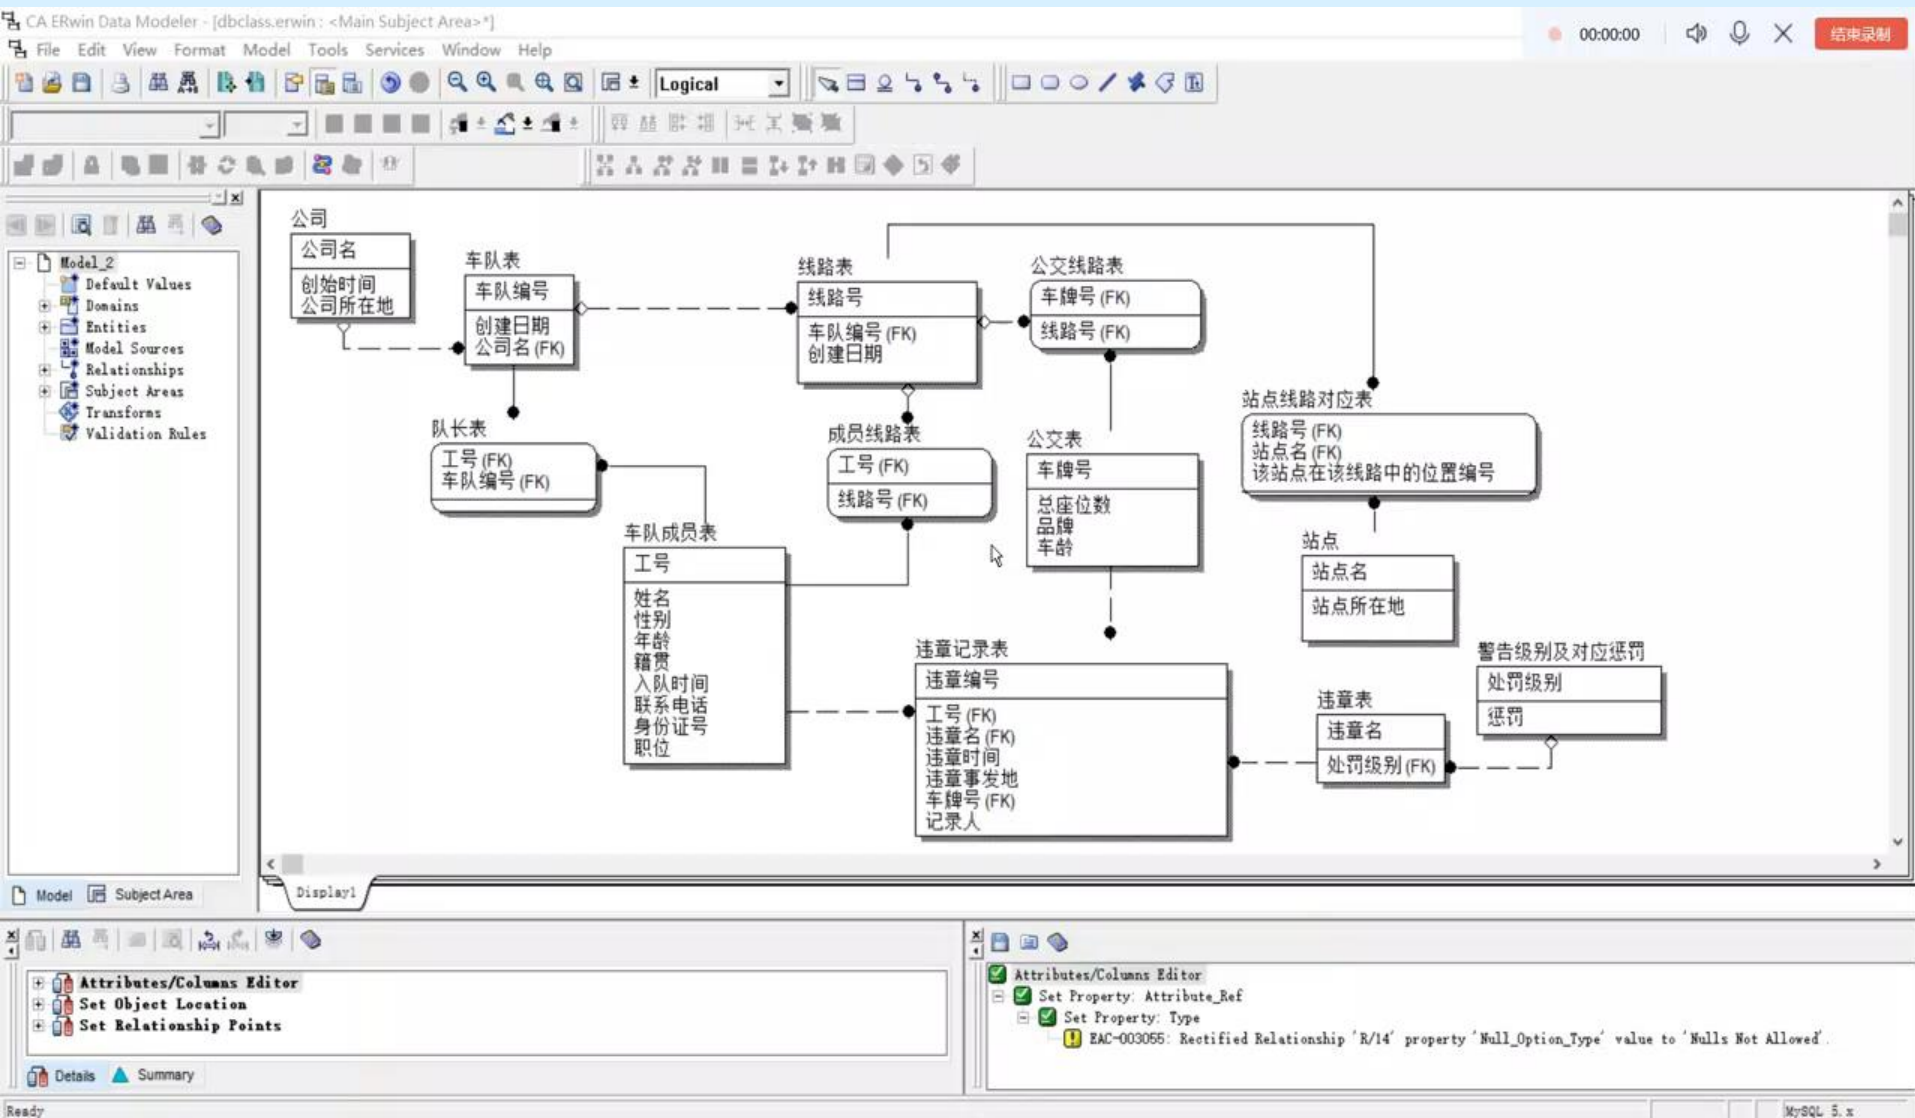 CA ERwin Data Modeler - [dbclass.erwin : <Main Subject Area>*]
00:00:00
结束录制
File Edit View Format Model Tools Services Window Help
Logical
Model_2
Default Values
Domains
Entities
Model Sources
Relationships
Subject Areas
Transforms
Validation Rules
Model
Subject Area
公司
公司名
创始时间
公司所在地
车队表
车队编号
创建日期
公司名 (FK)
线路表
线路号
车队编号 (FK)
创建日期
公交线路表
车牌号 (FK)
线路号 (FK)
队长表
工号 (FK)
车队编号 (FK)
成员线路表
工号 (FK)
线路号 (FK)
公交表
车牌号
总座位数
品牌
车龄
站点线路对应表
线路号 (FK)
站点名 (FK)
该站点在该线路中的位置编号
车队成员表
工号
姓名
性别
年龄
籍贯
入队时间
联系电话
身份证号
职位
站点
站点名
站点所在地
违章记录表
违章编号
工号 (FK)
违章名 (FK)
违章时间
违章事发地
车牌号 (FK)
记录人
违章表
违章名
处罚级别 (FK)
警告级别及对应惩罚
处罚级别
惩罚
Display1
Attributes/Columns Editor
Set Object Location
Set Relationship Points
Details
Summary
Attributes/Columns Editor
Set Property: Attribute_Ref
Set Property: Type
EAC-003055: Rectified Relationship 'R/14' property 'Null_Option_Type' value to 'Nulls Not Allowed'.
Ready
MySQL 5.x